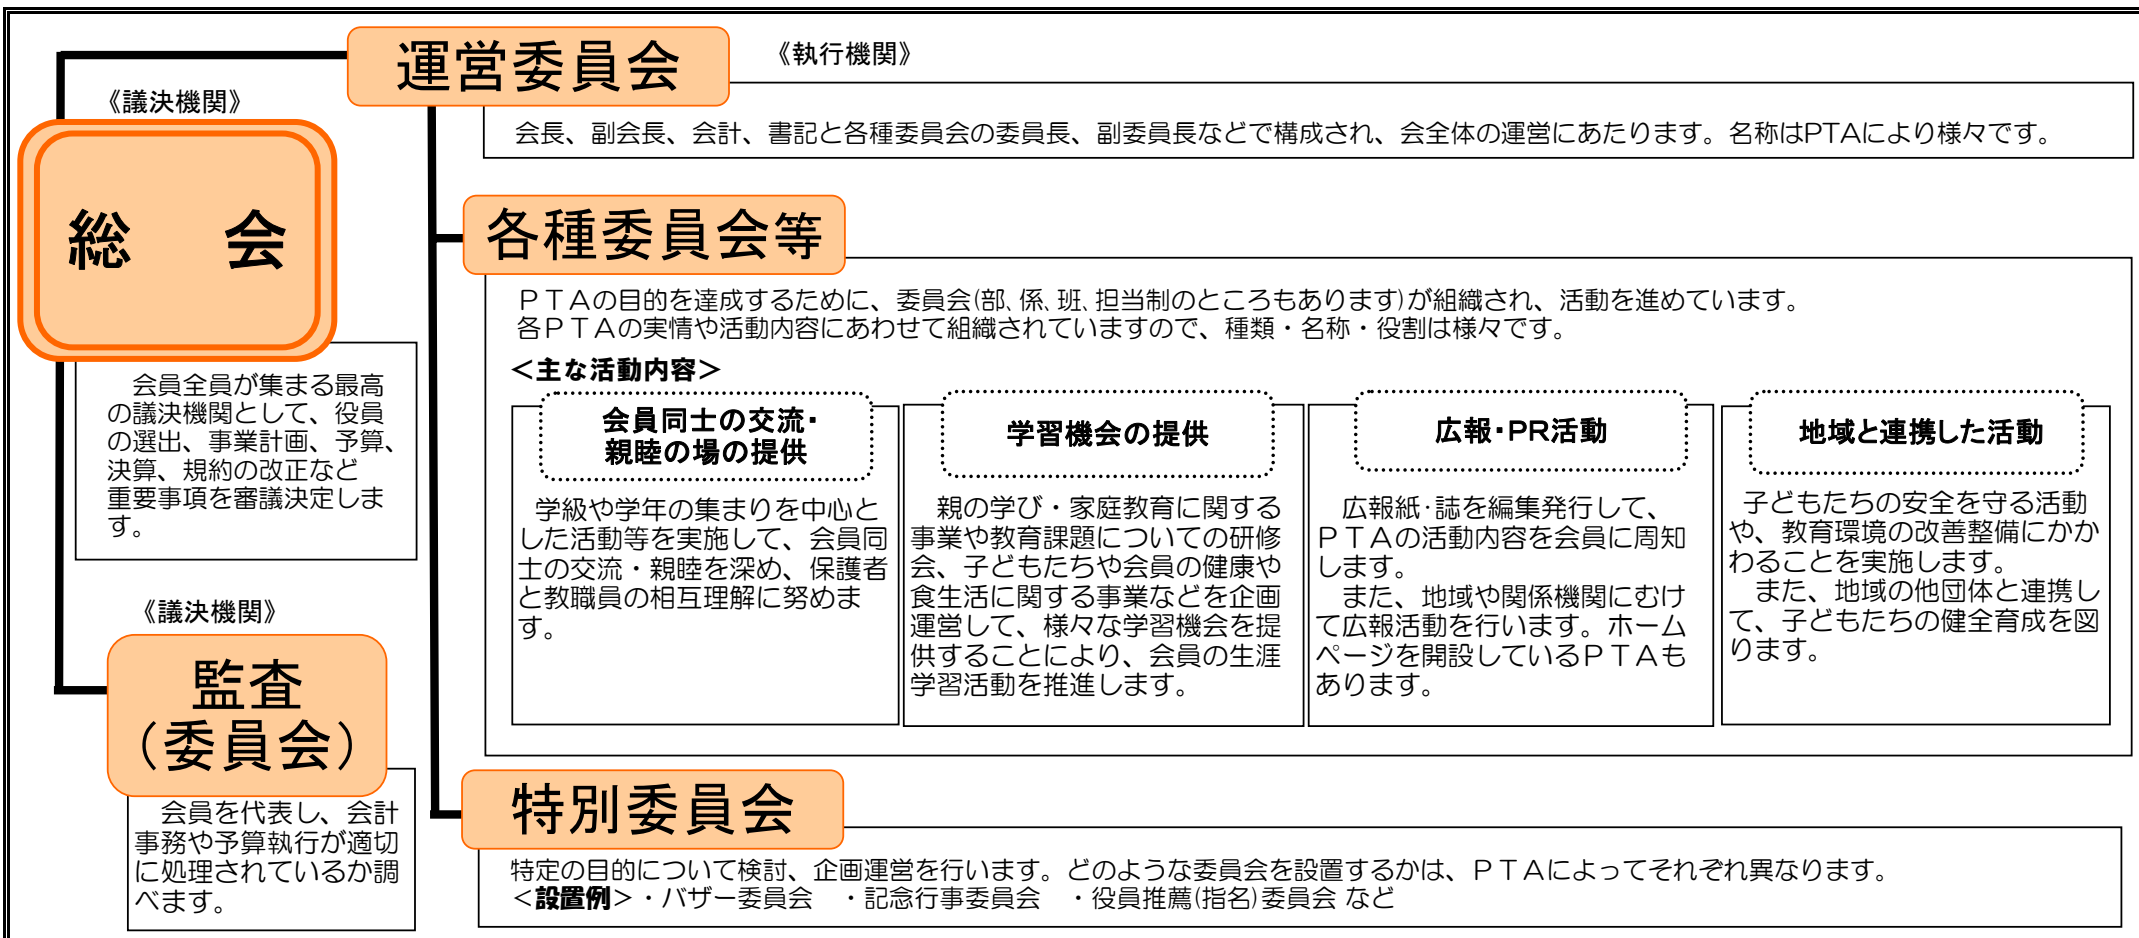 運営委員会
《執行機関》
会長、副会長、会計、書記と各種委員会の委員長、副委員長などで構成され、会全体の運営にあたります。名称はPTAにより様々です。
《議決機関》
総　会
会員全員が集まる最高
の議決機関として、役員
の選出、事業計画、予算、
決算、規約の改正など
重要事項を審議決定しま
す。
《議決機関》
監査
（委員会）
会員を代表し、会計
事務や予算執行が適切
に処理されているか調
べます。
各種委員会等
ＰＴＡの目的を達成するために、委員会(部、係、班、担当制のところもあります)が組織され、活動を進めています。
各ＰＴＡの実情や活動内容にあわせて組織されていますので、種類・名称・役割は様々です。
＜主な活動内容＞
会員同士の交流・
親睦の場の提供
学級や学年の集まりを中心と
した活動等を実施して、会員同
士の交流・親睦を深め、保護者
と教職員の相互理解に努めま
す。
学習機会の提供
親の学び・家庭教育に関する
事業や教育課題についての研修
会、子どもたちや会員の健康や
食生活に関する事業などを企画
運営して、様々な学習機会を提
供することにより、会員の生涯
学習活動を推進します。
広報・PR活動
広報紙・誌を編集発行して、
ＰＴＡの活動内容を会員に周知
します。
また、地域や関係機関にむけ
て広報活動を行います。ホーム
ページを開設しているＰＴＡも
あります。
地域と連携した活動
子どもたちの安全を守る活動
や、教育環境の改善整備にかか
わることを実施します。
また、地域の他団体と連携し
て、子どもたちの健全育成を図
ります。
特別委員会
特定の目的について検討、企画運営を行います。どのような委員会を設置するかは、ＰＴＡによってそれぞれ異なります。
＜設置例＞・バザー委員会　・記念行事委員会　・役員推薦(指名)委員会 など